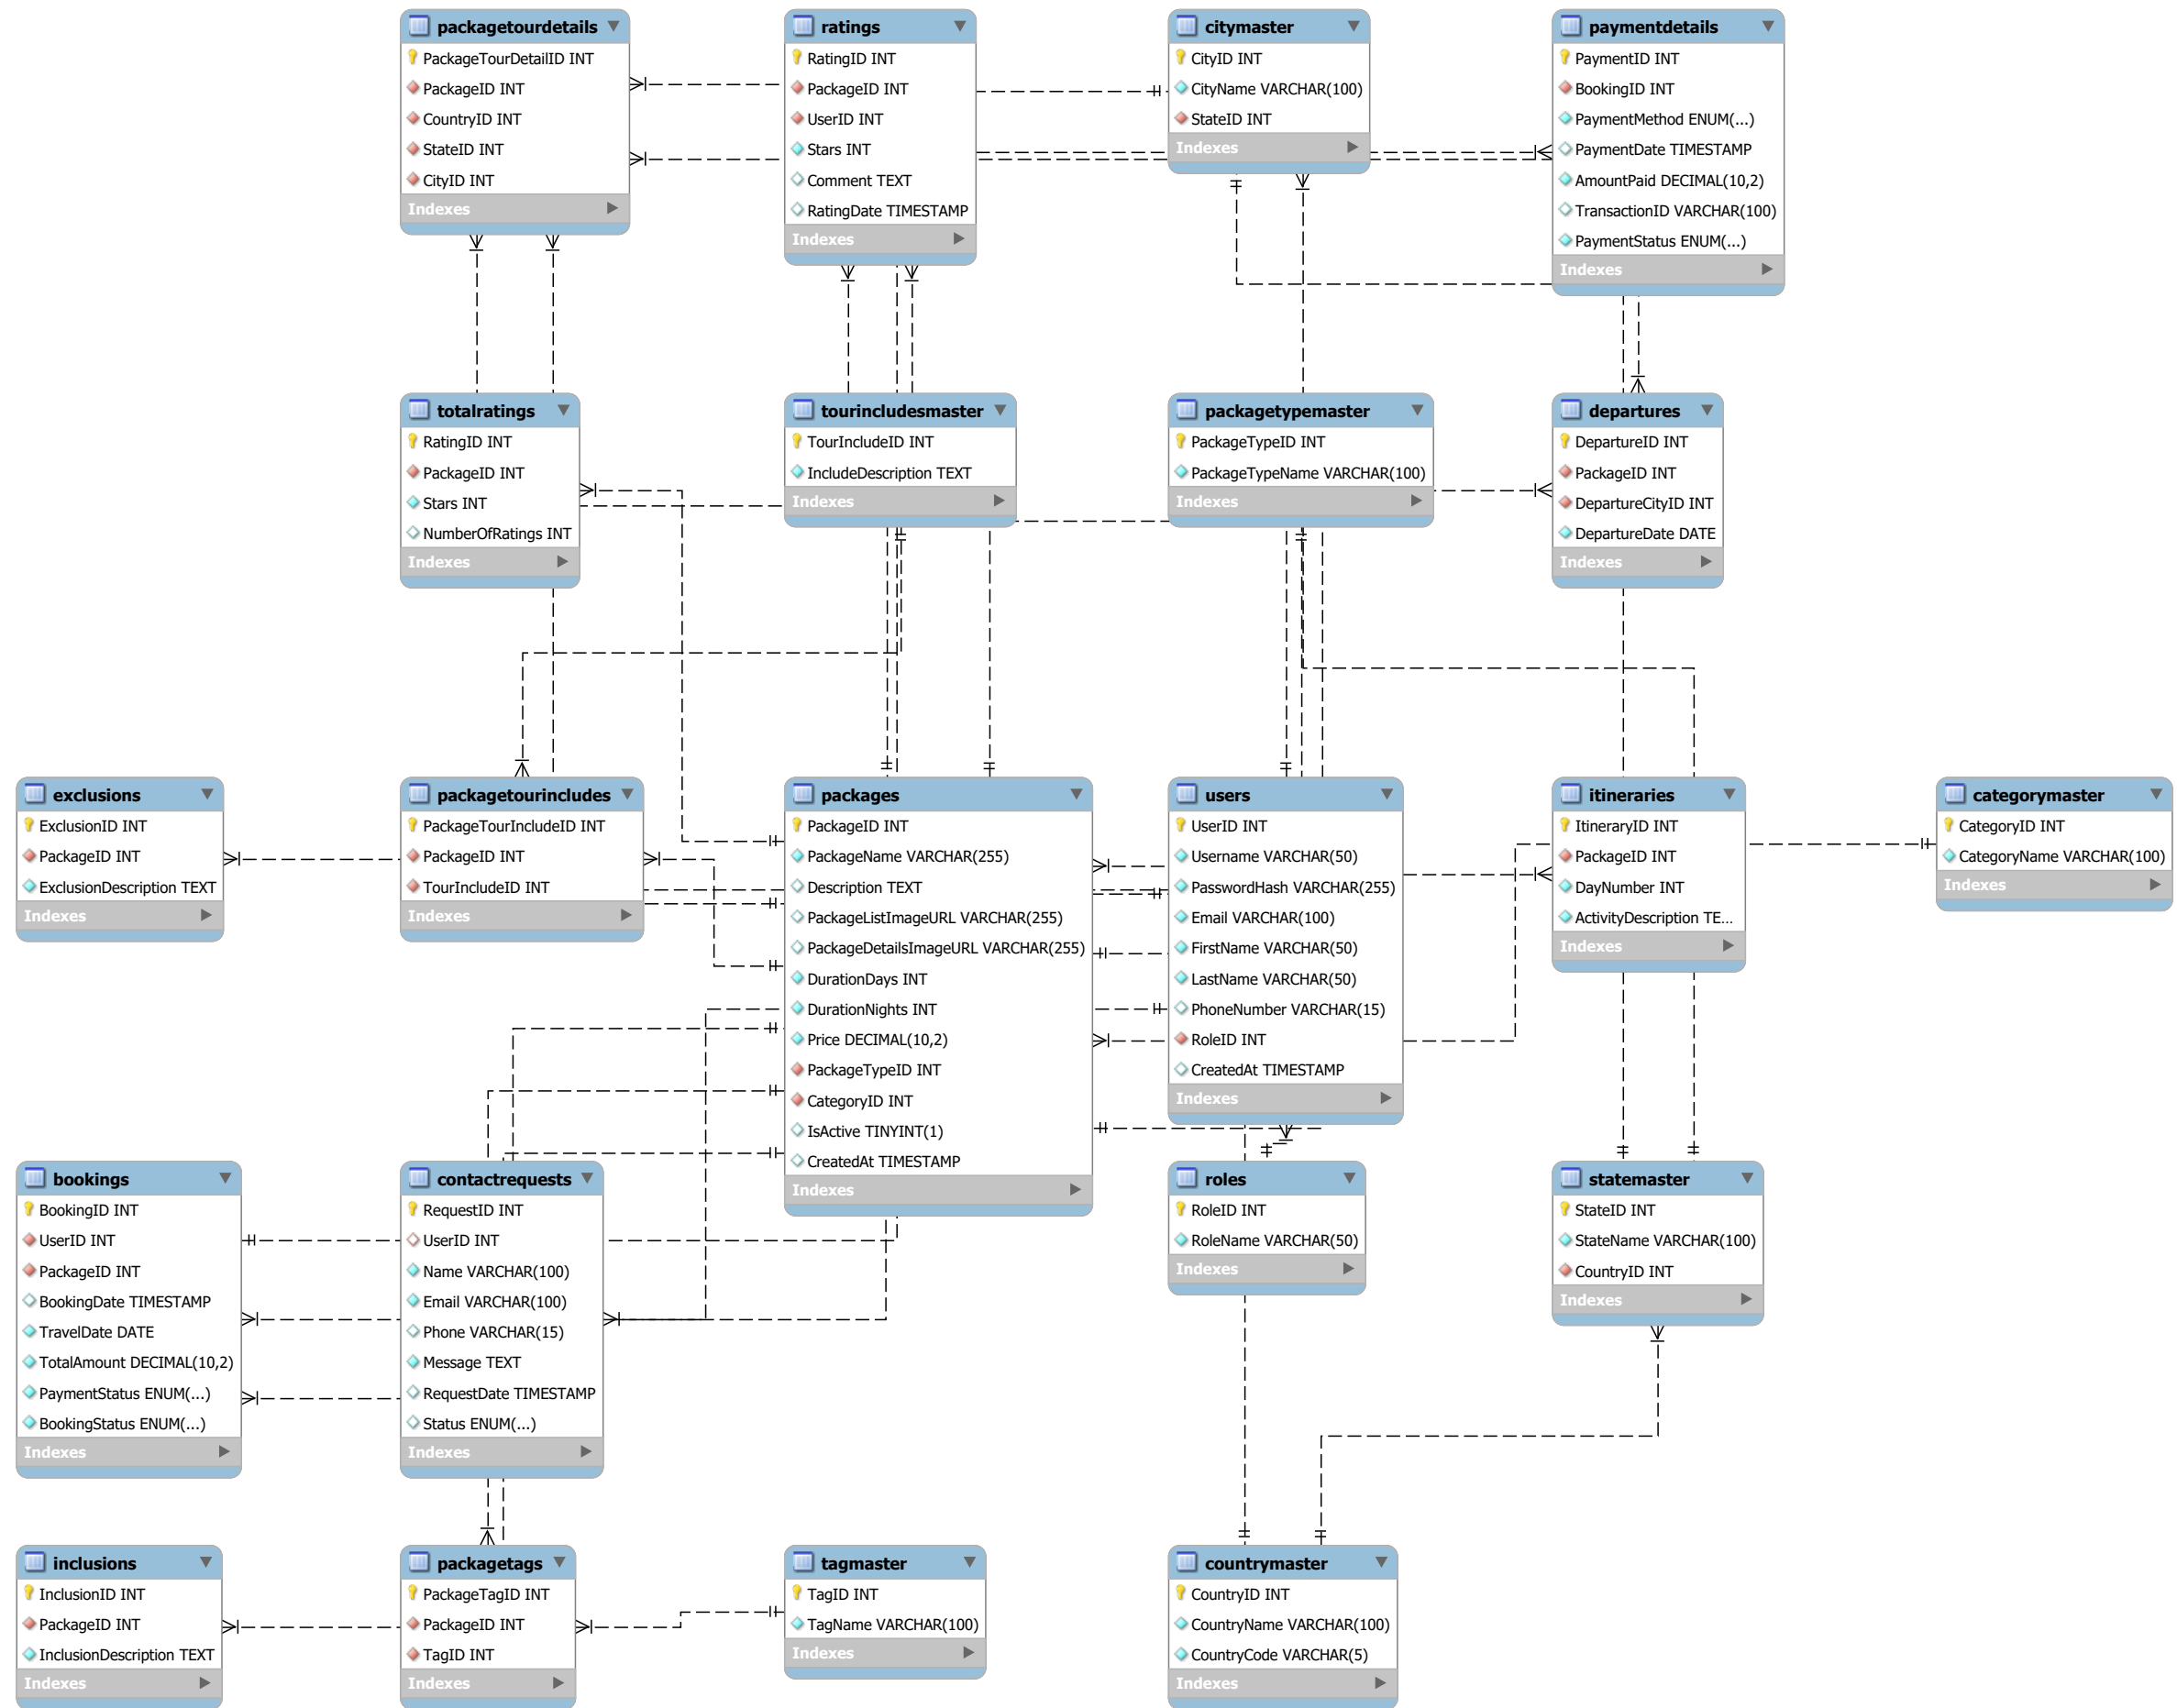 packagetourdetails
PackageTourDetailID INT
PackageID INT
CountryID INT
StateID INT
CityID INT
Indexes
ratings
RatingID INT
PackageID INT
UserID INT
Stars INT
Comment TEXT
RatingDate TIMESTAMP
Indexes
citymaster
CityID INT
CityName VARCHAR(100)
StateID INT
Indexes
paymentdetails
PaymentID INT
BookingID INT
PaymentMethod ENUM(...)
PaymentDate TIMESTAMP
AmountPaid DECIMAL(10,2)
TransactionID VARCHAR(100)
PaymentStatus ENUM(...)
Indexes
totalratings
RatingID INT
PackageID INT
Stars INT
NumberOfRatings INT
Indexes
tourincludesmaster
TourIncludeID INT
IncludeDescription TEXT
Indexes
packagetypemaster
PackageTypeID INT
PackageTypeName VARCHAR(100)
Indexes
departures
DepartureID INT
PackageID INT
DepartureCityID INT
DepartureDate DATE
Indexes
exclusions
ExclusionID INT
PackageID INT
ExclusionDescription TEXT
Indexes
packagetourincludes
PackageTourIncludeID INT
PackageID INT
TourIncludeID INT
Indexes
packages
PackageID INT
PackageName VARCHAR(255)
Description TEXT
PackageListImageURL VARCHAR(255)
PackageDetailsImageURL VARCHAR(255)
DurationDays INT
DurationNights INT
Price DECIMAL(10,2)
PackageTypeID INT
CategoryID INT
IsActive TINYINT(1)
CreatedAt TIMESTAMP
Indexes
users
UserID INT
Username VARCHAR(50)
PasswordHash VARCHAR(255)
Email VARCHAR(100)
FirstName VARCHAR(50)
LastName VARCHAR(50)
PhoneNumber VARCHAR(15)
RoleID INT
CreatedAt TIMESTAMP
Indexes
itineraries
ItineraryID INT
PackageID INT
DayNumber INT
ActivityDescription TE...
Indexes
categorymaster
CategoryID INT
CategoryName VARCHAR(100)
Indexes
bookings
BookingID INT
UserID INT
PackageID INT
BookingDate TIMESTAMP
TravelDate DATE
TotalAmount DECIMAL(10,2)
PaymentStatus ENUM(...)
BookingStatus ENUM(...)
Indexes
contactrequests
RequestID INT
UserID INT
Name VARCHAR(100)
Email VARCHAR(100)
Phone VARCHAR(15)
Message TEXT
RequestDate TIMESTAMP
Status ENUM(...)
Indexes
roles
RoleID INT
RoleName VARCHAR(50)
Indexes
statemaster
StateID INT
StateName VARCHAR(100)
CountryID INT
Indexes
inclusions
InclusionID INT
PackageID INT
InclusionDescription TEXT
Indexes
packagetags
PackageTagID INT
PackageID INT
TagID INT
Indexes
tagmaster
TagID INT
TagName VARCHAR(100)
Indexes
countrymaster
CountryID INT
CountryName VARCHAR(100)
CountryCode VARCHAR(5)
Indexes